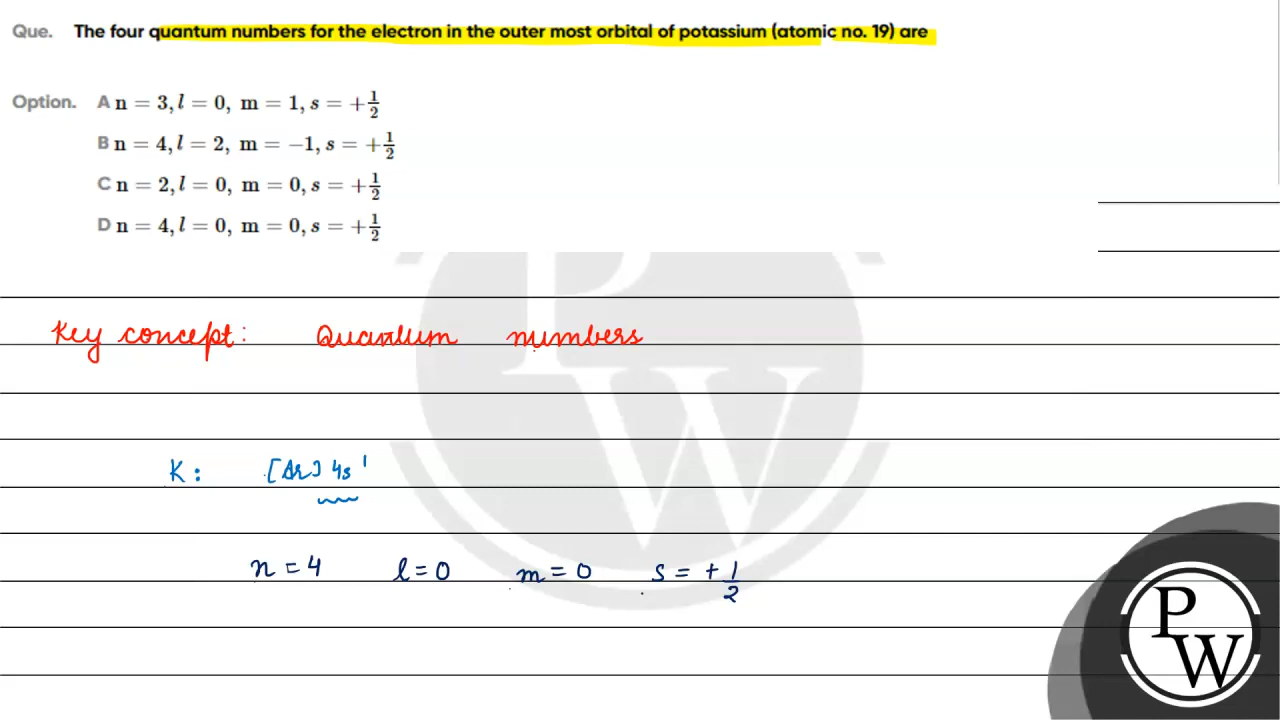 Que. The four quantum numbers for the electron in the outer most orbital of potassium (atomic no. 19) are
Option. A n = 3, l = 0, m = 1, s = +1/2
B n = 4, l = 2, m = −1, s = +1/2
C n = 2, l = 0, m = 0, s = +1/2
D n = 4, l = 0, m = 0, s = +1/2
Key concept: Quantum numbers
K: [Ar] 4s¹
n = 4 l = 0 m = 0 s = + 1/2
PW
PW